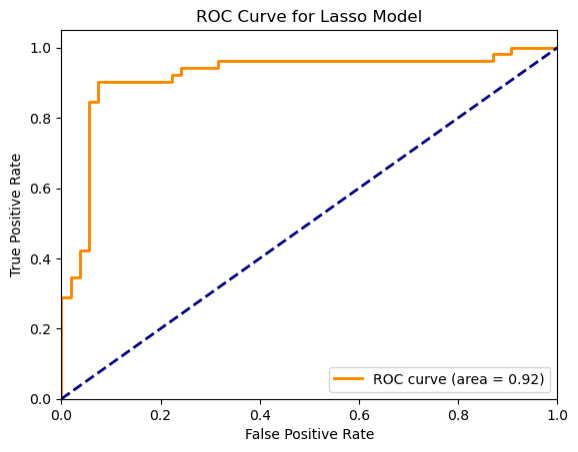 ROC Curve for Lasso Model
1.0
0.8
0.6
0.4
0.2
0.0
True Positive Rate
ROC curve (area = 0.92)
0.0 0.2 0.4 0.6 0.8 1.0
False Positive Rate